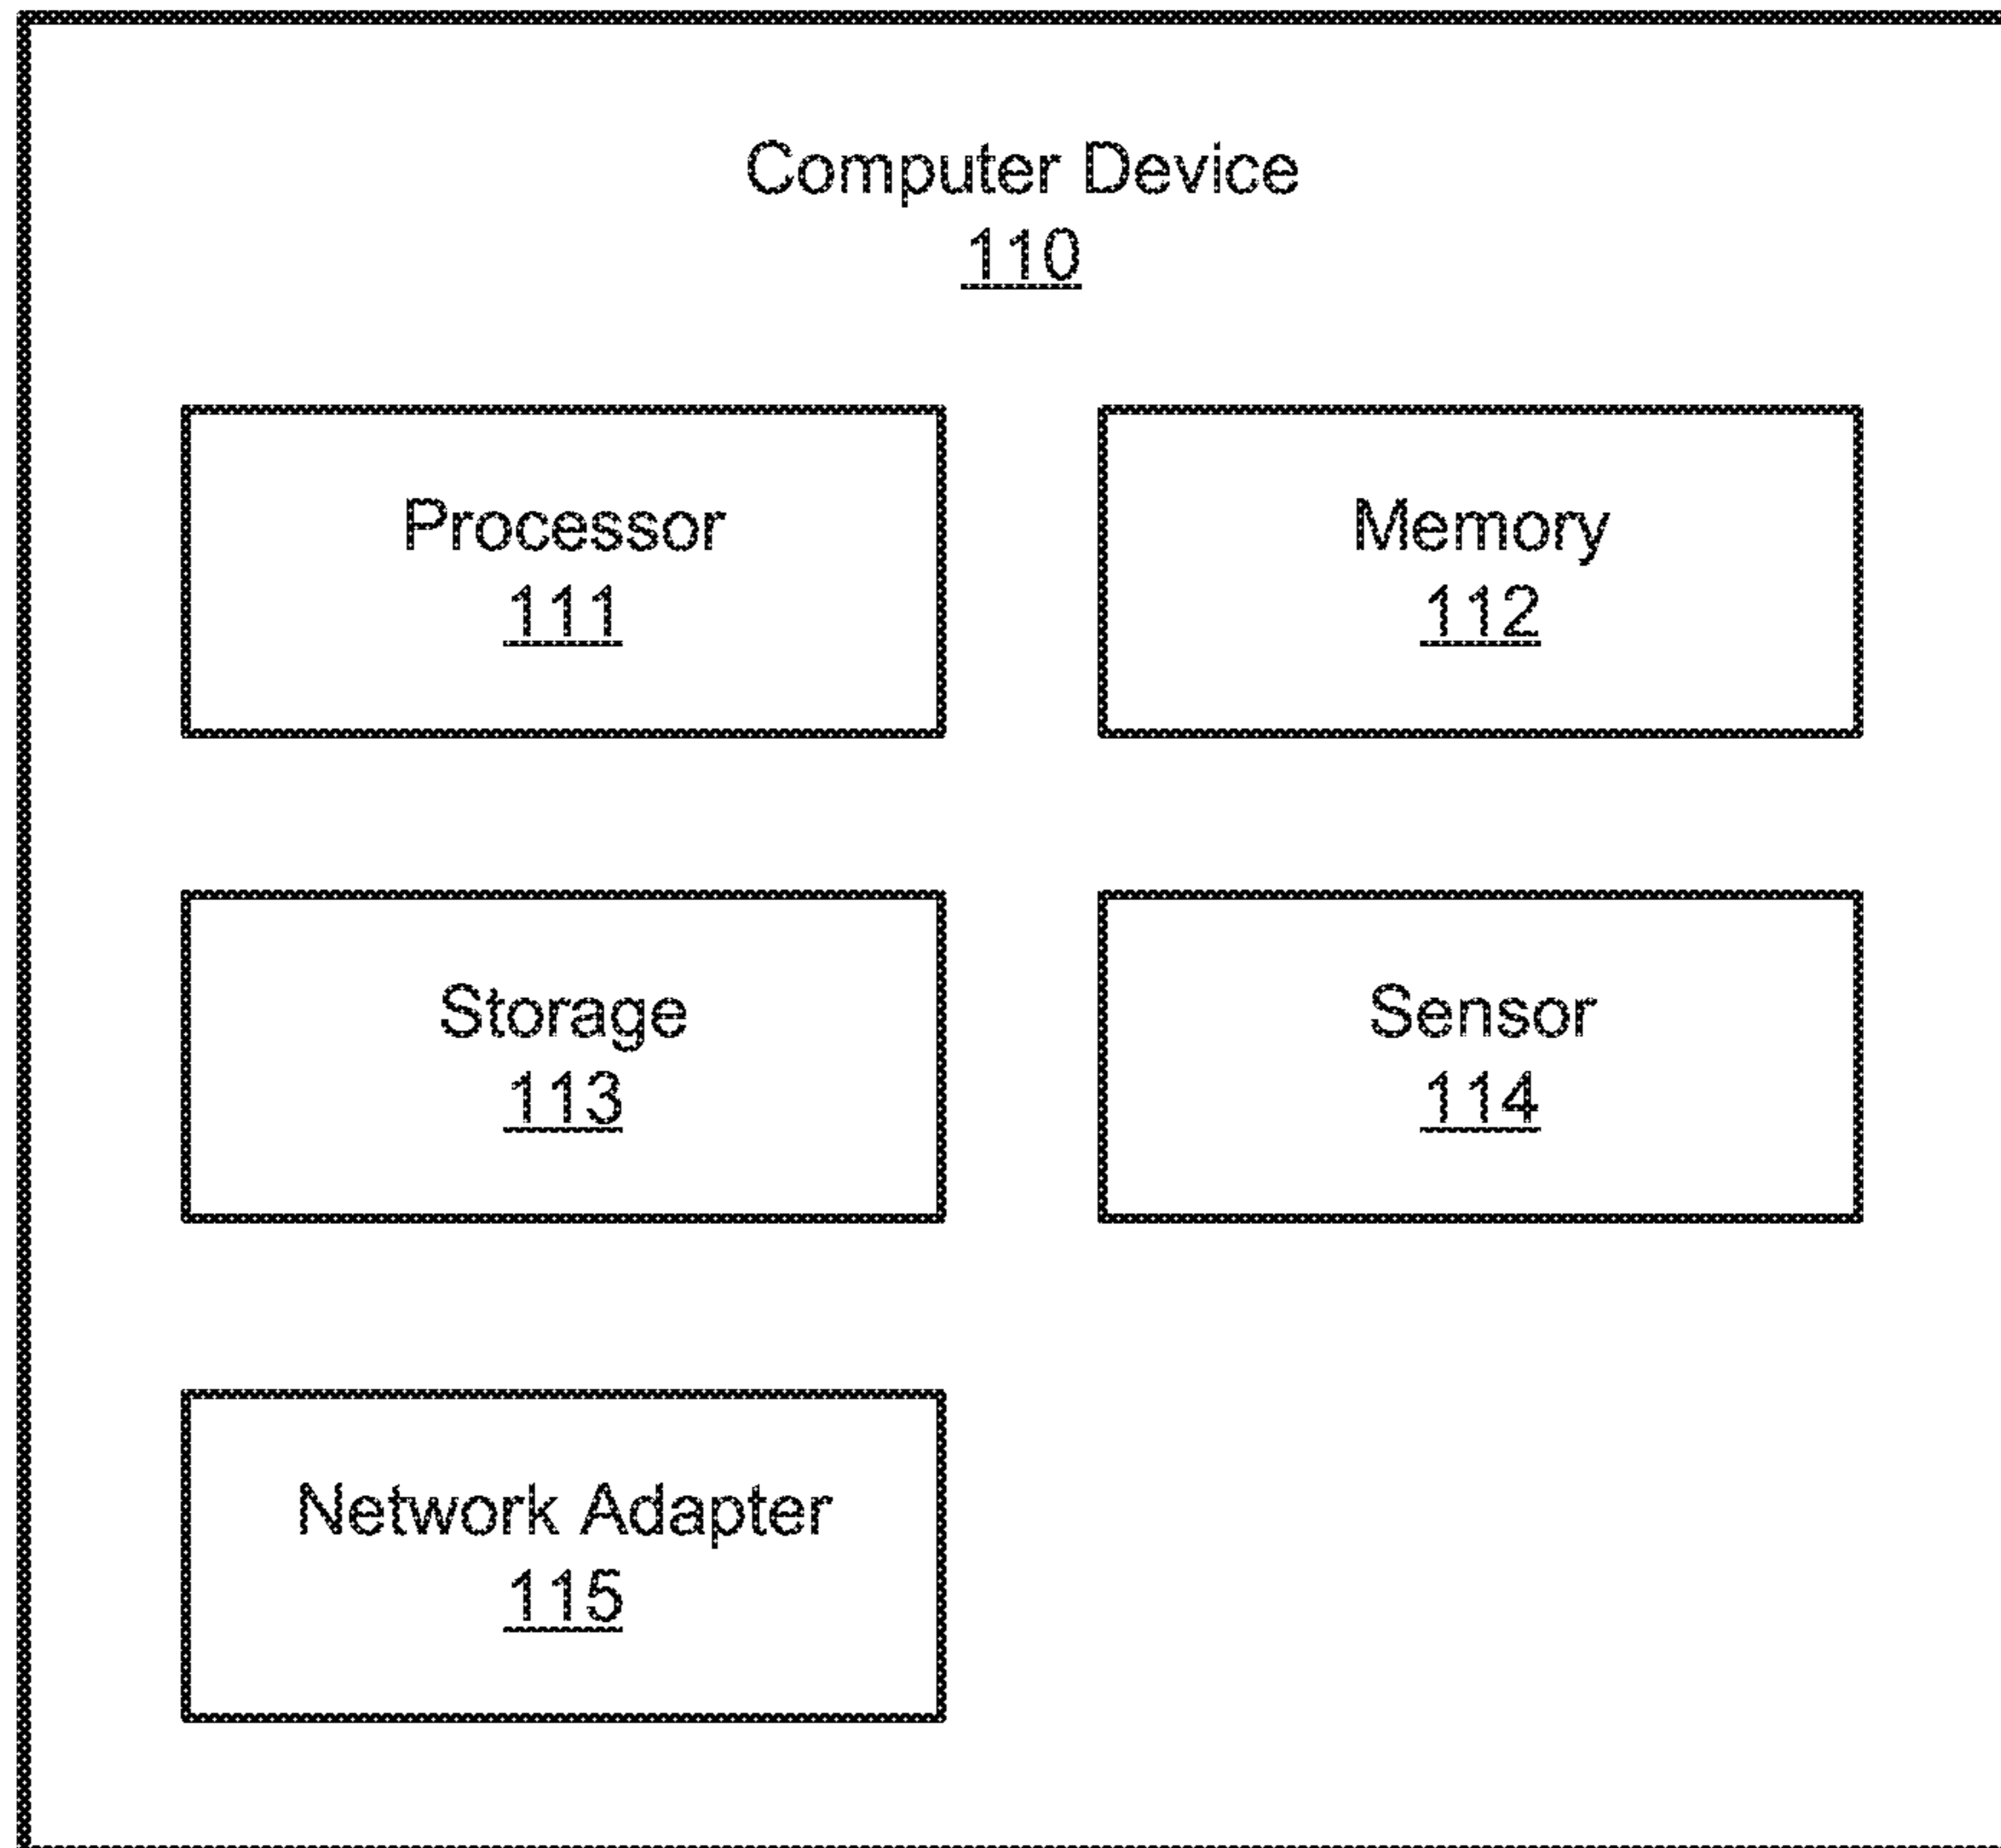 Computer Device
110
Processor
111
Memory
112
Storage
113
Sensor
114
Network Adapter
115